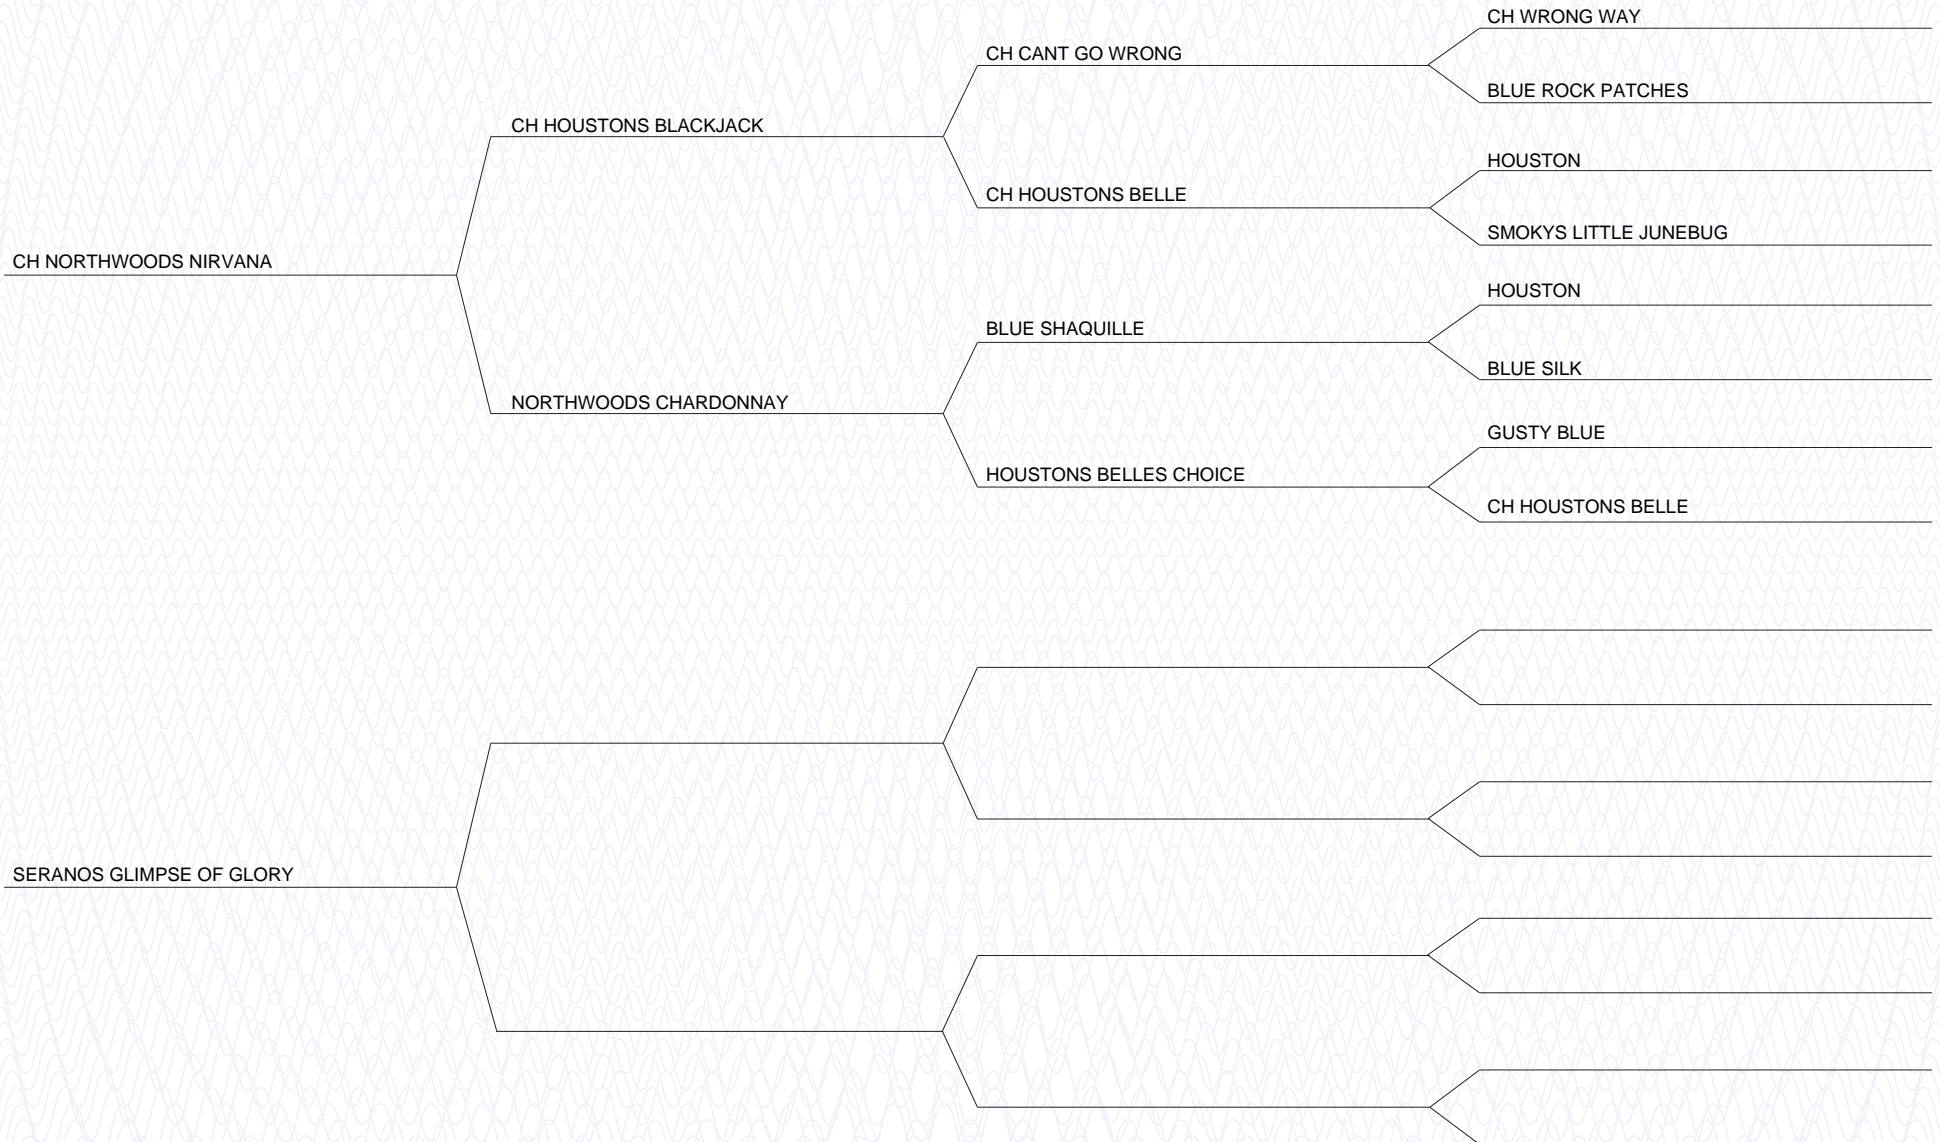 CH WRONG WAY
CH CANT GO WRONG
BLUE ROCK PATCHES
CH HOUSTONS BLACKJACK
HOUSTON
CH HOUSTONS BELLE
SMOKYS LITTLE JUNEBUG
CH NORTHWOODS NIRVANA
HOUSTON
BLUE SHAQUILLE
BLUE SILK
NORTHWOODS CHARDONNAY
GUSTY BLUE
HOUSTONS BELLES CHOICE
CH HOUSTONS BELLE
SERANOS GLIMPSE OF GLORY